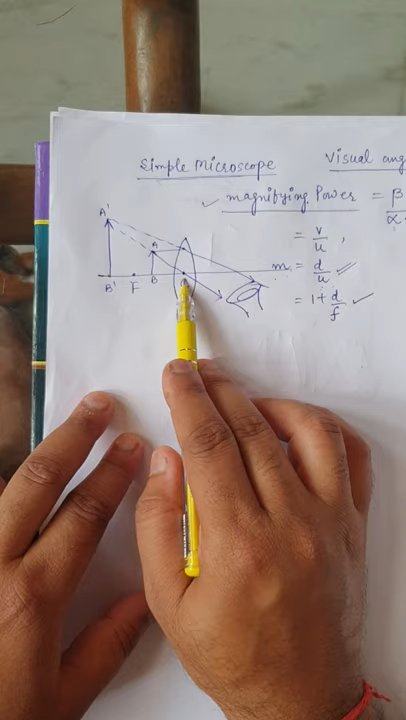 Simple Microscope
Visual ang
✓ magnifying Power = β/α
= v/u ,
m = d/u ✓
= 1 + d/f ✓
A'
A
B' F B